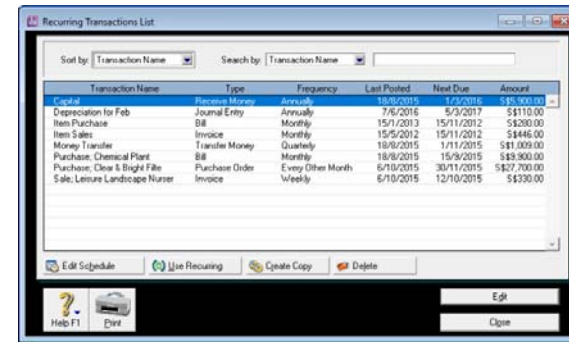 Recurring Transactions List
Sort by: Transaction Name Search by: Transaction Name
Transaction Name Type Frequency Last Posted Next Due Amount
Capital Receive Money Annually 18/8/2015 1/3/2016 S$5,900.00
Depreciation for Feb Journal Entry Annually 7/6/2016 5/3/2017 S$110.00
Item Purchase Bill Monthly 15/1/2013 15/11/2012 S$280.00
Item Sales Invoice Monthly 15/5/2012 15/11/2012 S$446.00
Money Transfer Transfer Money Quarterly 18/8/2015 1/11/2015 S$1,009.00
Purchase; Chemical Plant Bill Monthly 18/8/2015 15/9/2015 S$9,900.00
Purchase; Clear & Bright Filte Purchase Order Every Other Month 6/10/2015 30/11/2015 S$27,700.00
Sale; Leisure Landscape Nurser Invoice Weekly 6/10/2015 12/10/2015 S$330.00
Edit Schedule Use Recurring Create Copy Delete
Help F1 Print Edit
Close